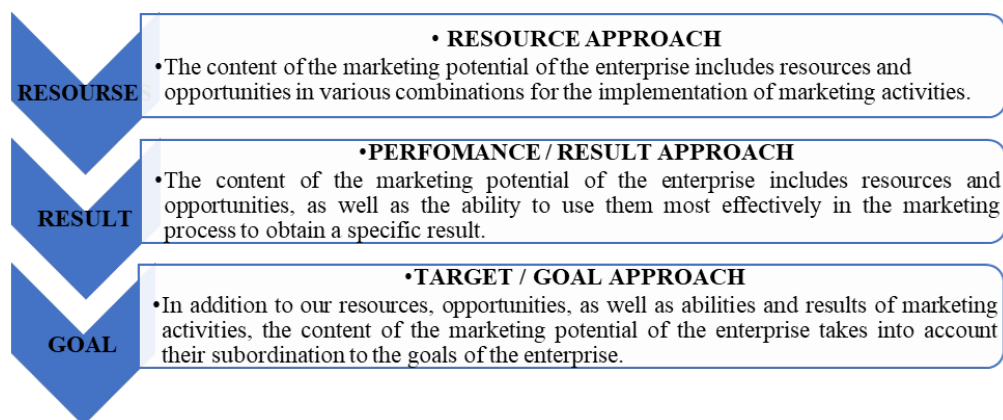 • RESOURCE APPROACH
•The content of the marketing potential of the enterprise includes resources and
opportunities in various combinations for the implementation of marketing activities.
RESOURSES
•PERFOMANCE / RESULT APPROACH
•The content of the marketing potential of the enterprise includes resources and
opportunities, as well as the ability to use them most effectively in the marketing
process to obtain a specific result.
RESULT
•TARGET / GOAL APPROACH
•In addition to our resources, opportunities, as well as abilities and results of marketing
activities, the content of the marketing potential of the enterprise takes into account
their subordination to the goals of the enterprise.
GOAL